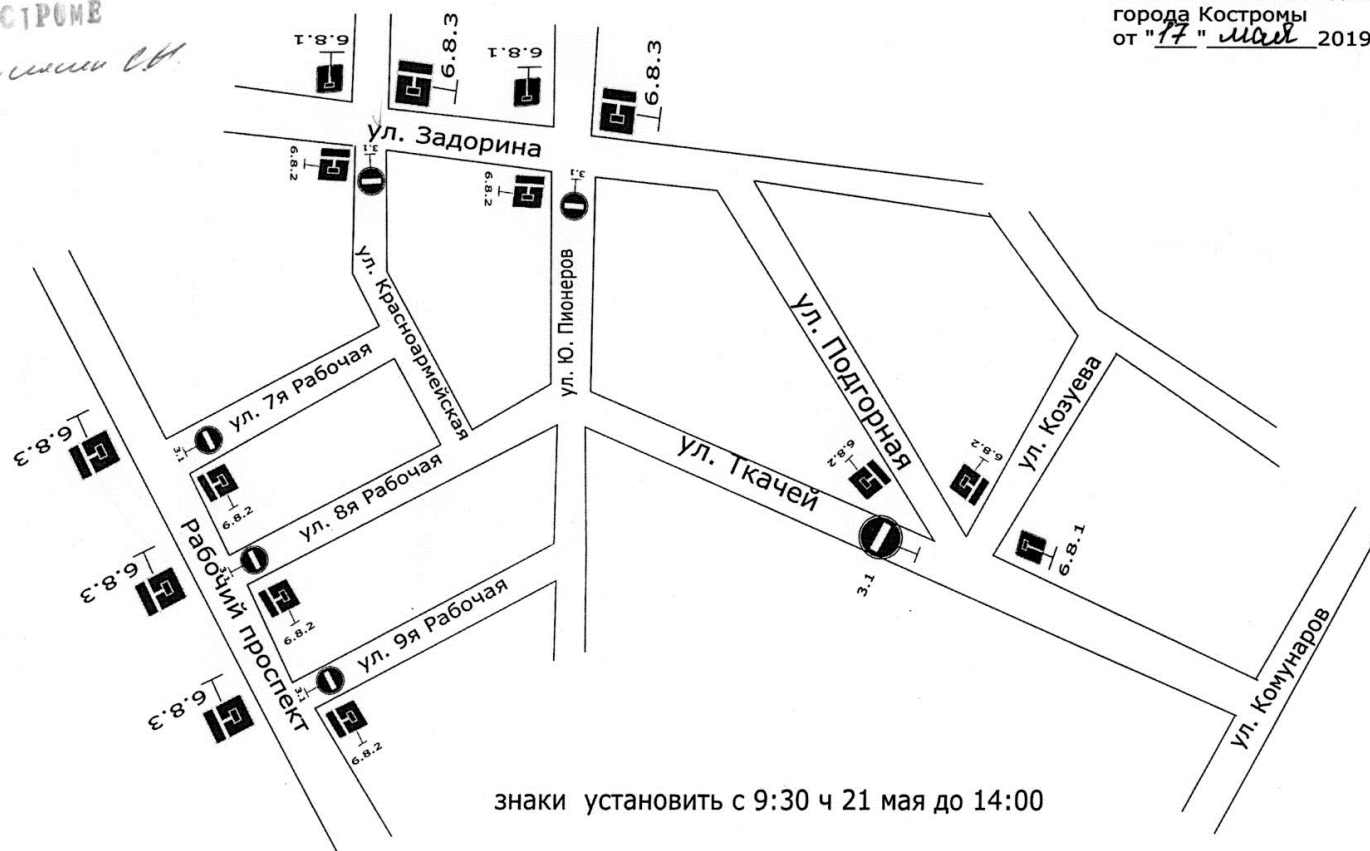 города Костромы
от "17" мая 2019
6.8.1
6.8.3
6.8.1
6.8.3
ул. Задорина
6.8.2
3.1
6.8.2
3.1
ул. Красноармейская
ул. Ю. Пионеров
ул. Подгорная
ул. Козуева
ул. 7я Рабочая
3.1
6.8.3
6.8.2
ул. 8я Рабочая
ул. Ткачей
6.8.2
6.8.2
3.1
6.8.1
Рабочий проспект
6.8.3
3.1
6.8.2
ул. 9я Рабочая
6.8.3
3.1
6.8.2
ул. Комунаров
знаки установить с 9:30 ч 21 мая до 14:00